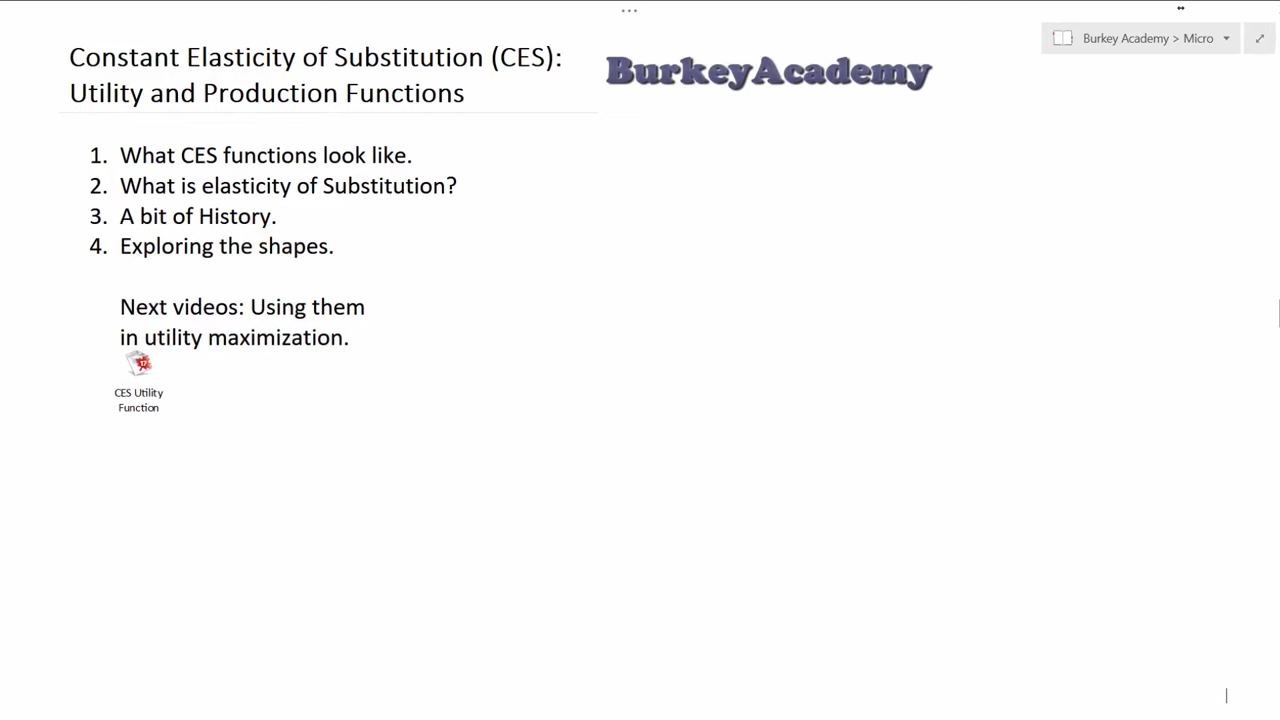 Constant Elasticity of Substitution (CES):
Utility and Production Functions
BurkeyAcademy
Burkey Academy > Micro
1. What CES functions look like.
2. What is elasticity of Substitution?
3. A bit of History.
4. Exploring the shapes.
Next videos: Using them
in utility maximization.
CES Utility
Function